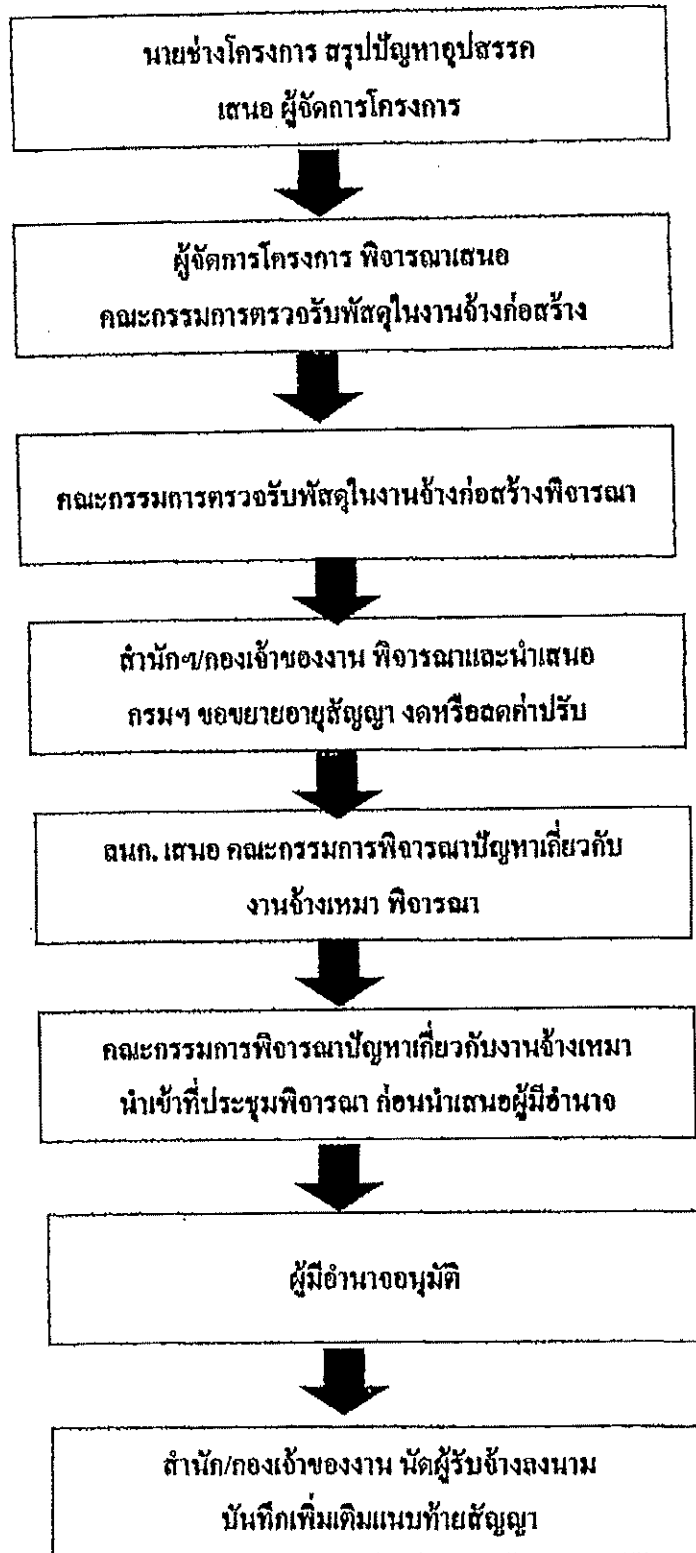 นายช่างโครงการ สรุปปัญหาอุปสรรค
เสนอ ผู้จัดการโครงการ
ผู้จัดการโครงการ พิจารณาเสนอ
คณะกรรมการตรวจรับพัสดุในงานจ้างก่อสร้าง
คณะกรรมการตรวจรับพัสดุในงานจ้างก่อสร้างพิจารณา
สำนักฯ/กองเจ้าของงาน พิจารณาและนำเสนอ
กรมฯ ขอขยายอายุสัญญา งดหรือลดค่าปรับ
ลนก. เสนอ คณะกรรมการพิจารณาปัญหาเกี่ยวกับ
งานจ้างเหมา พิจารณา
คณะกรรมการพิจารณาปัญหาเกี่ยวกับงานจ้างเหมา
นำเข้าที่ประชุมพิจารณา ก่อนนำเสนอผู้มีอำนาจ
ผู้มีอำนาจอนุมัติ
สำนัก/กองเจ้าของงาน นัดผู้รับจ้างลงนาม
บันทึกเพิ่มเติมแนบท้ายสัญญา